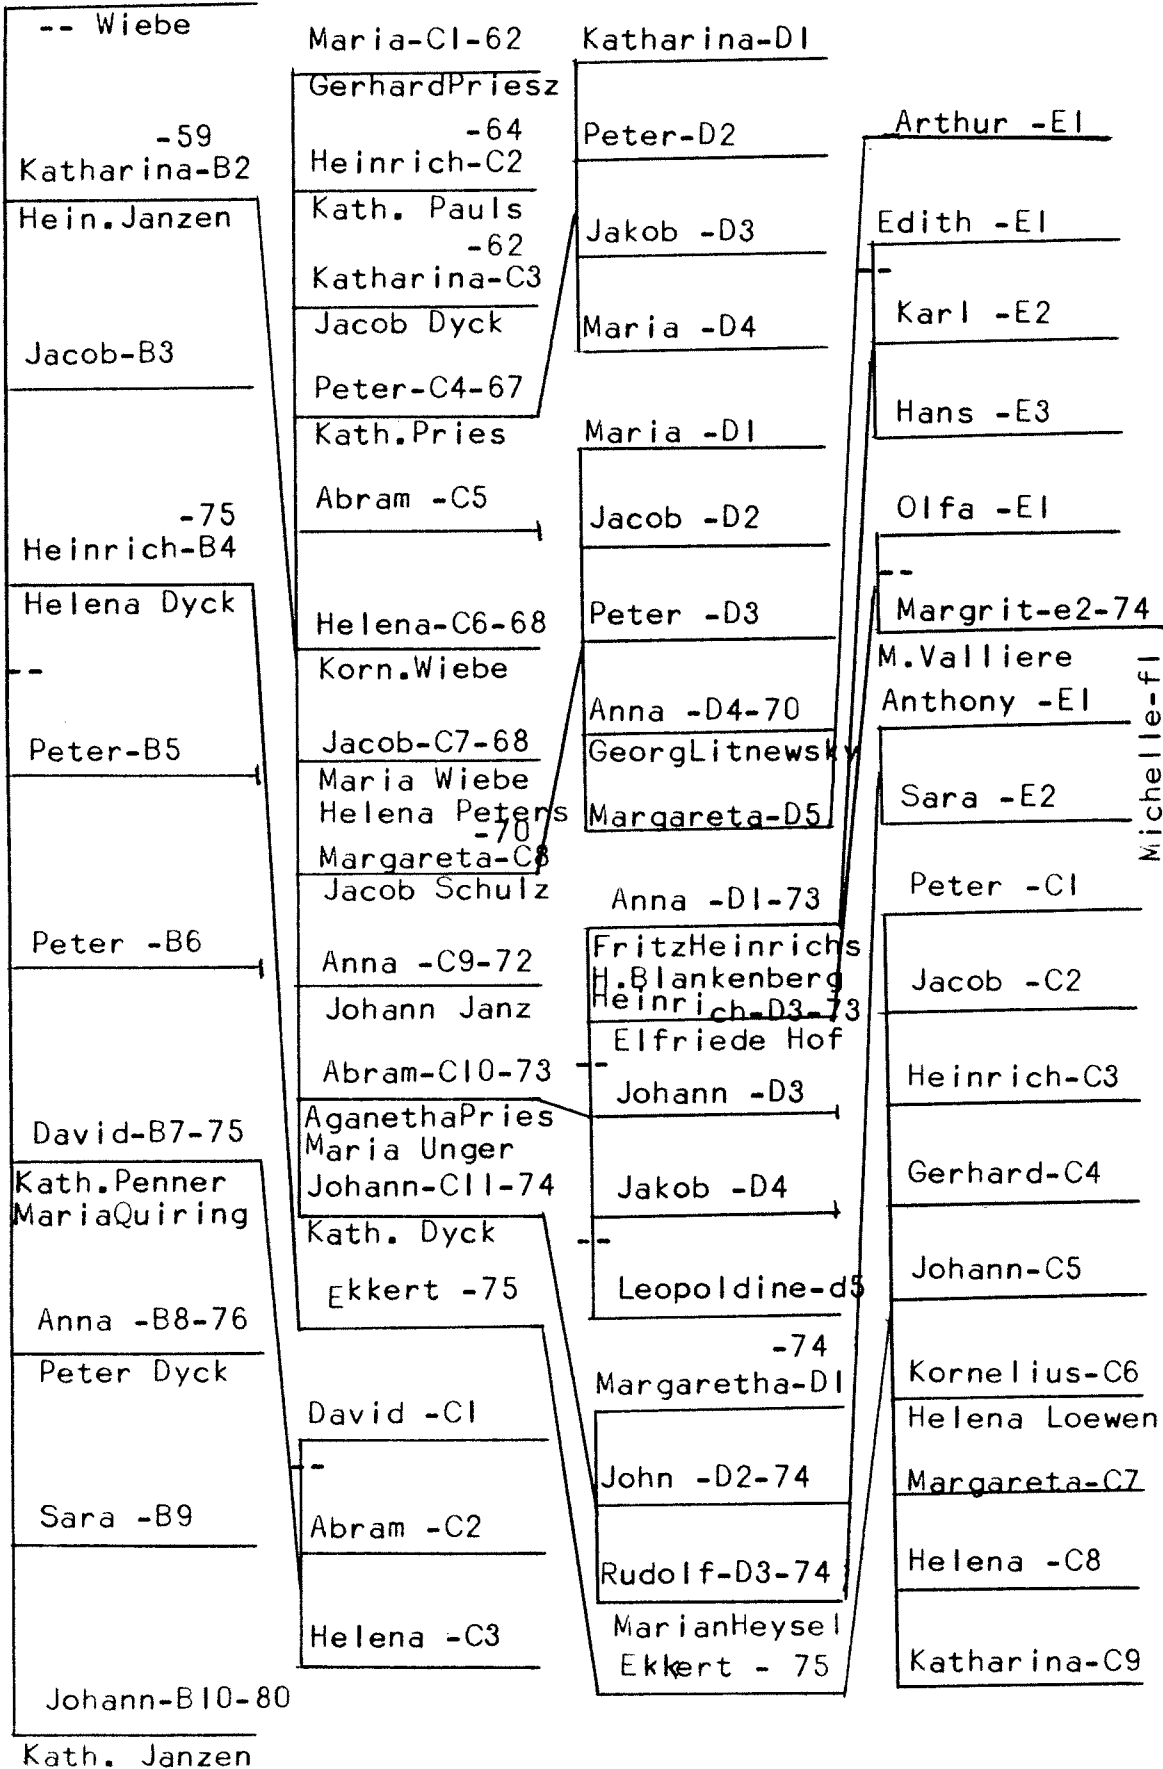 -- Wiebe
-59
Katharina-B2
Hein.Janzen
Jacob-B3
-75
Heinrich-B4
Helena Dyck
--
Peter-B5
Peter -B6
David-B7-75
Kath.Penner
MariaQuiring
Anna -B8-76
Peter Dyck
Sara -B9
Johann-B10-80
Kath. Janzen
Maria-C1-62
GerhardPriesz
-64
Heinrich-C2
Kath. Pauls
-62
Katharina-C3
Jacob Dyck
Peter-C4-67
Kath.Pries
Abram -C5
Helena-C6-68
Korn.Wiebe
Jacob-C7-68
Maria Wiebe
Helena Peters
-70
Margareta-C8
Jacob Schulz
Anna -C9-72
Johann Janz
Abram-C10-73
AganethaPries
Maria Unger
Johann-C11-74
Kath. Dyck
Ekkert -75
David -C1
--
Abram -C2
Helena -C3
Katharina-D1
Peter-D2
Jakob -D3
Maria -D4
Maria -D1
Jacob -D2
Peter -D3
Anna -D4-70
GeorgLitnewsky
Margareta-D5
Anna -D1-73
FritzHeinrichs
H.Blankenberg
Heinrich-D3-73
Elfriede Hof
--
Johann -D3
Jakob -D4
--
Leopoldine-d5
-74
Margaretha-D1
John -D2-74
Rudolf-D3-74
MarianHeysel
Ekkert - 75
Arthur -E1
Edith -E1
--
Karl -E2
Hans -E3
Olfa -E1
--
Margrit-e2-74
M.Valliere
Michelle-f1
Anthony -E1
Sara -E2
Peter -C1
Jacob -C2
Heinrich-C3
Gerhard-C4
Johann-C5
Kornelius-C6
Helena Loewen
Margareta-C7
Helena -C8
Katharina-C9